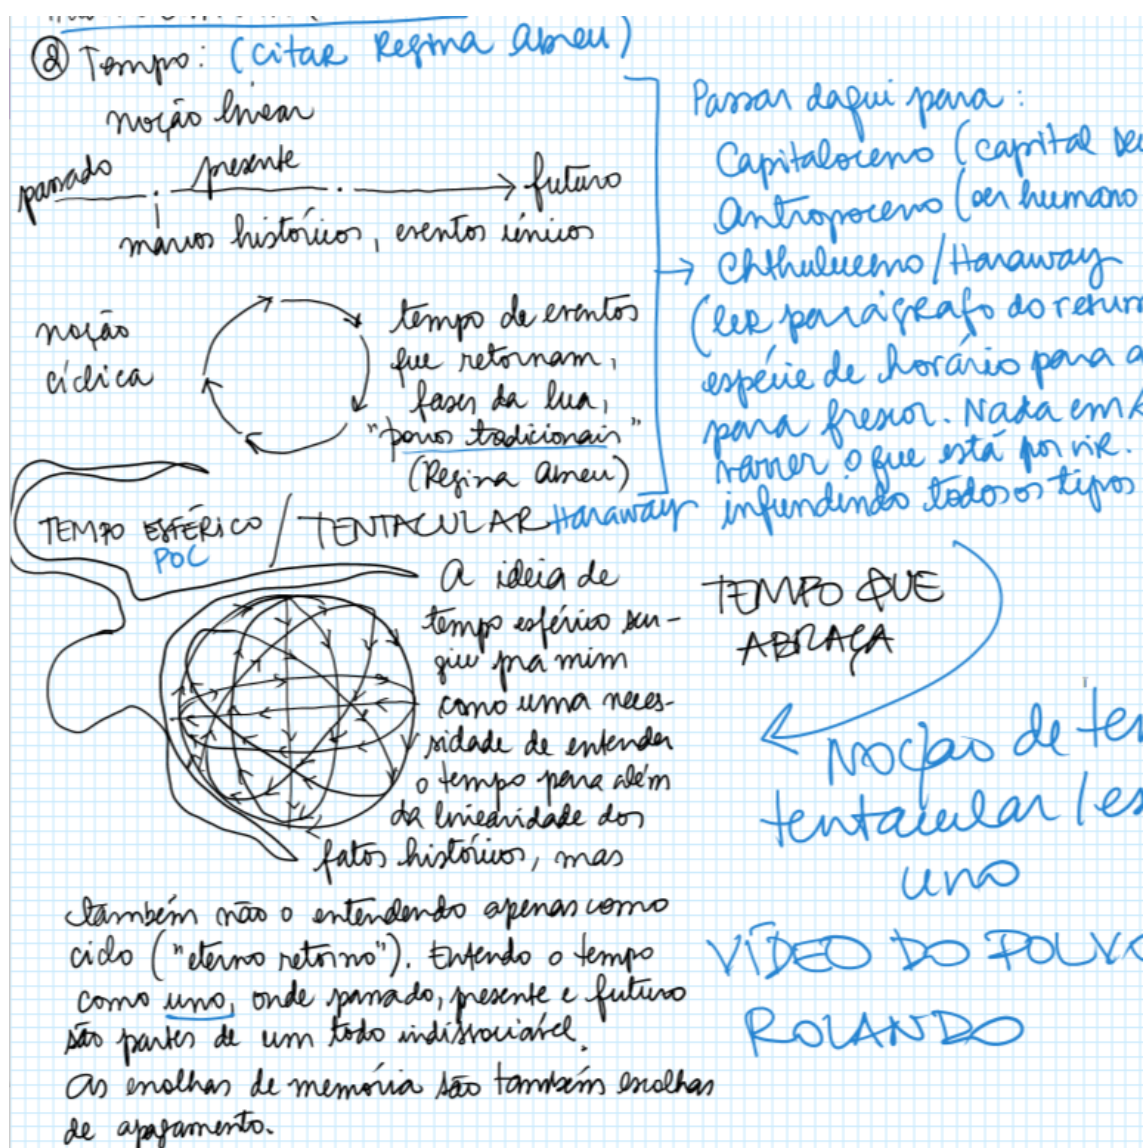 ② Tempo: (citar Regina Abreu)
noção linear
passado presente futuro
marcos históricos, eventos únicos
noção
cíclica
tempo de eventos
que retornam,
fases da lua,
"povos tradicionais"
(Regina Abreu)
TEMPO ESFÉRICO / TENTACULAR Haraway
POC
A ideia de
tempo esférico sur-
giu pra mim
como uma neces-
sidade de entender
o tempo para além
da linearidade dos
fatos históricos, mas
também não o entendendo apenas como
ciclo ("eterno retorno"). Entendo o tempo
como uno, onde passado, presente e futuro
são partes de um todo indissociável.
As escolhas de memória são também escolhas
de apagamento.
Passar daqui para:
Capitaloceno (capital
Antropoceno (ser humano
→ Chthuluceno / Haraway
(ler parágrafo do
espécie de horário para
para frescor. Nada em
varrer o que está por vir.
infundindo todos os tipos
TEMPO QUE
ABRAÇA
Noção de
tentacular /
uno
VÍDEO DO POLVO
ROLANDO